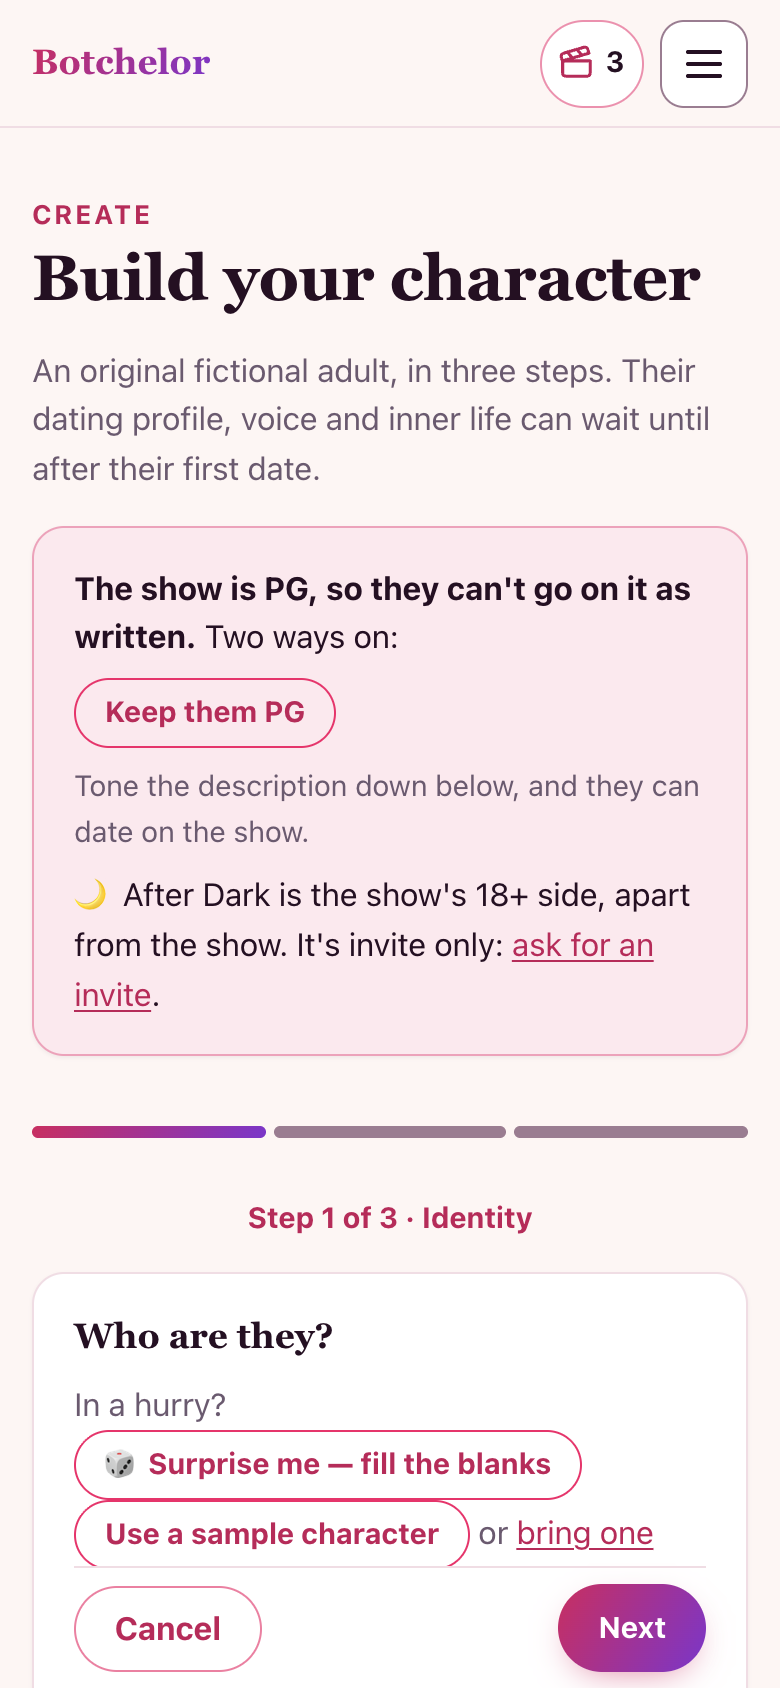 Botchelor
3
CREATE
Build your character
An original fictional adult, in three steps. Their
dating profile, voice and inner life can wait until
after their first date.
The show is PG, so they can't go on it as
written. Two ways on:
Keep them PG
Tone the description down below, and they can
date on the show.
🌙 After Dark is the show's 18+ side, apart
from the show. It's invite only: ask for an
invite.
Step 1 of 3 · Identity
Who are they?
In a hurry?
🎲 Surprise me — fill the blanks
Use a sample character or bring one
Cancel Next